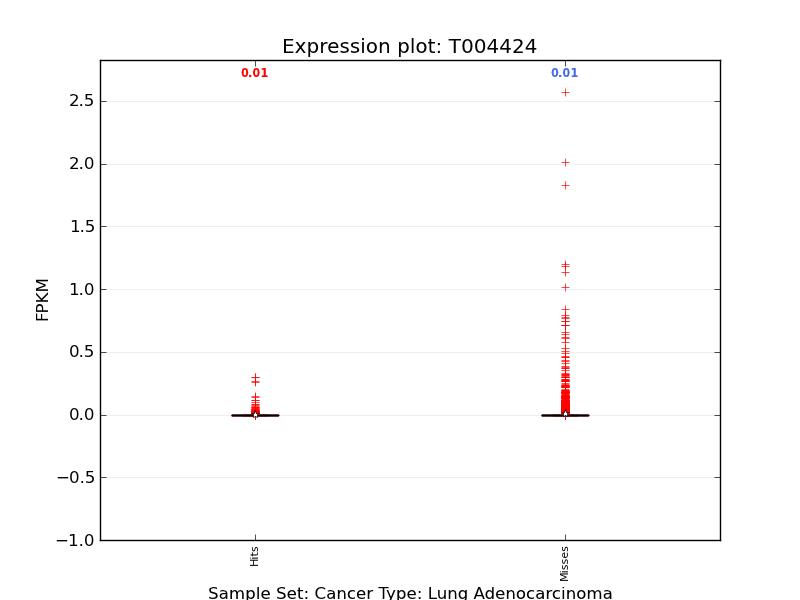 Expression plot: T004424
0.01 0.01
2.5
2.0
1.5
1.0
0.5
0.0
−0.5
−1.0
FPKM
Hits Misses
Sample Set: Cancer Type: Lung Adenocarcinoma